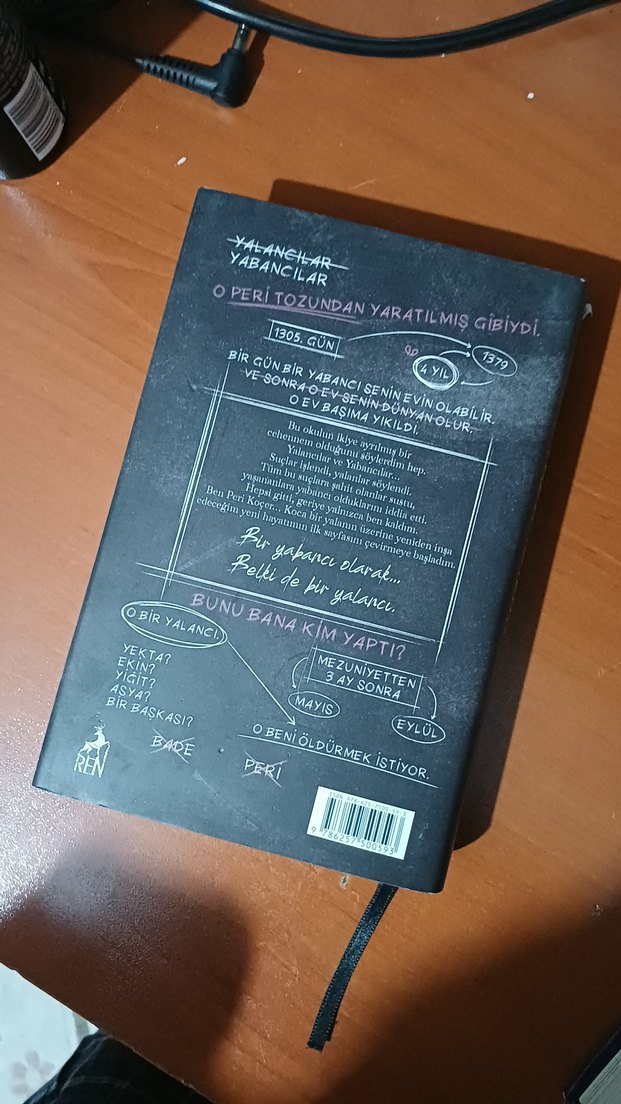 YALANCILAR
YABANCILAR
O PERİ TOZUNDAN YARATILMIŞ GİBİYDİ.
1305. GÜN
1379
4 YIL
BİR GÜN BİR YABANCI SENİN EVİN OLABİLİR.
VE SONRA O EV SENİN DÜNYAN OLUR.
O EV BAŞIMA YIKILDI.
Bu okulun ikiye ayrılmış bir
cehennem olduğunu söylerdim hep.
Yalancılar ve Yabancılar...
Suçlar işlendi, yalanlar söylendi.
Tüm bu suçlara şahit olanlar sustu,
yaşananlara yabancı olduklarını iddia etti.
Hepsi gitti, geriye yalnızca ben kaldım.
Ben Peri Koçer... Koca bir yalanın üzerine yeniden inşa
edeceğim yeni hayatımın ilk sayfasını çevirmeye başladım.
Bir yabancı olarak...
Belki de bir yalancı.
BUNU BANA KİM YAPTI?
O BİR YALANCI.
MEZUNİYETTEN
3 AY SONRA
YEKTA?
EKİN?
YİĞİT?
ASYA?
BİR BAŞKASI?
MAYIS
EYLÜL
O BENİ ÖLDÜRMEK İSTİYOR.
BADE
PERİ
REN
9 786257 500593